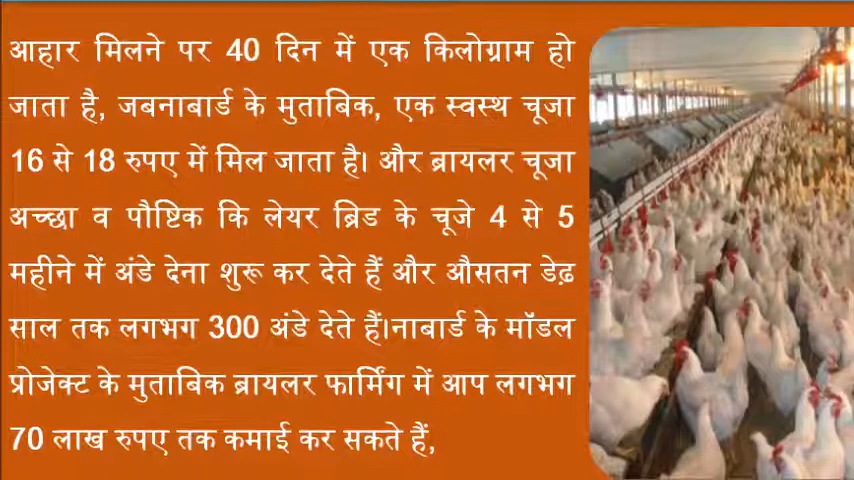 आहार मिलने पर 40 दिन में एक किलोग्राम हो
जाता है, जबनाबार्ड के मुताबिक, एक स्वस्थ चूजा
16 से 18 रुपए में मिल जाता है। और ब्रायलर चूजा
अच्छा व पौष्टिक कि लेयर ब्रिड के चूजे 4 से 5
महीने में अंडे देना शुरू कर देते हैं और औसतन डेढ़
साल तक लगभग 300 अंडे देते हैं।नाबार्ड के मॉडल
प्रोजेक्ट के मुताबिक ब्रायलर फार्मिंग में आप लगभग
70 लाख रुपए तक कमाई कर सकते हैं,